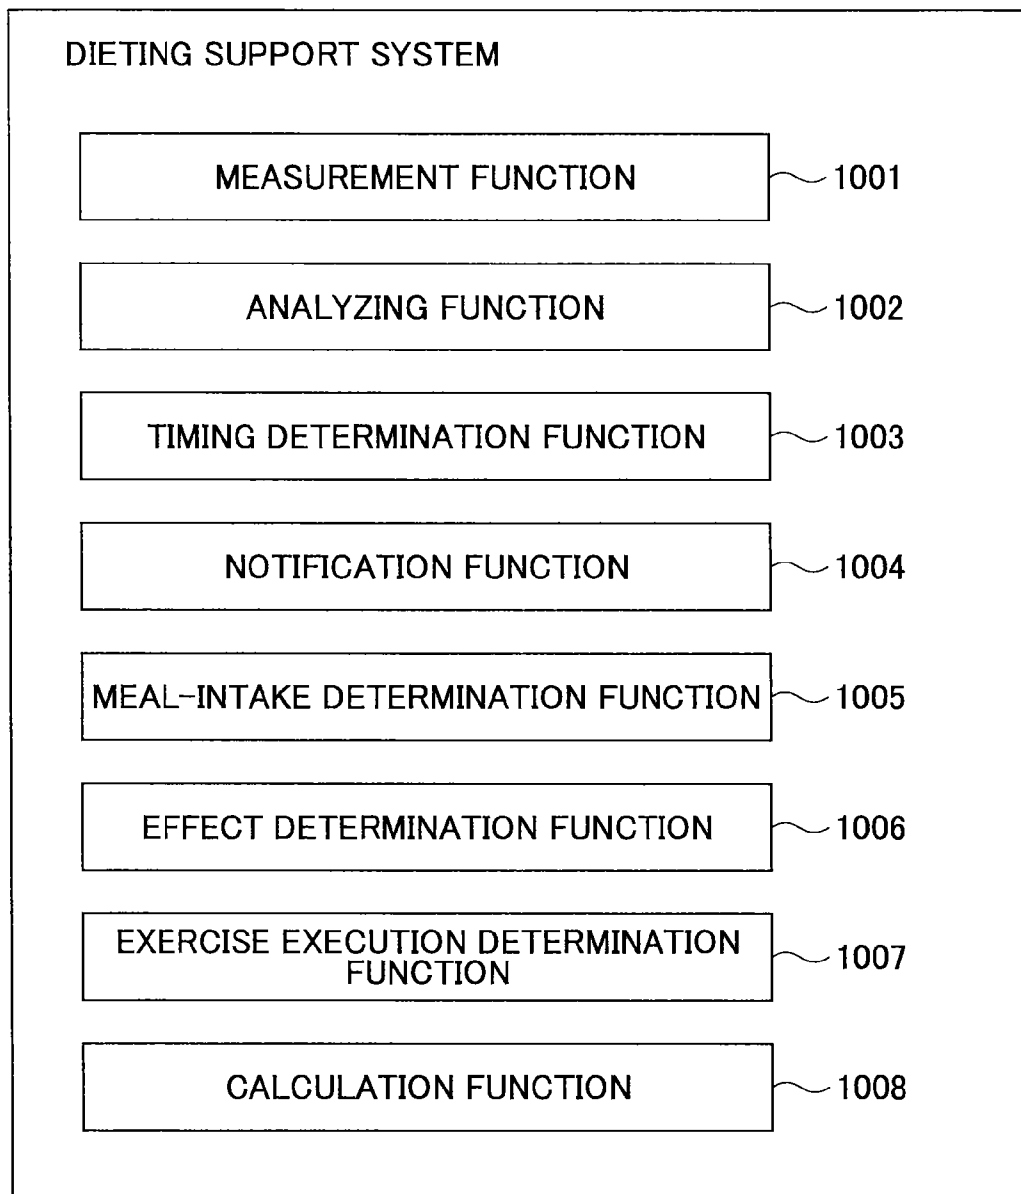 DIETING SUPPORT SYSTEM
MEASUREMENT FUNCTION 1001
ANALYZING FUNCTION 1002
TIMING DETERMINATION FUNCTION 1003
NOTIFICATION FUNCTION 1004
MEAL-INTAKE DETERMINATION FUNCTION 1005
EFFECT DETERMINATION FUNCTION 1006
EXERCISE EXECUTION DETERMINATION
FUNCTION 1007
CALCULATION FUNCTION 1008